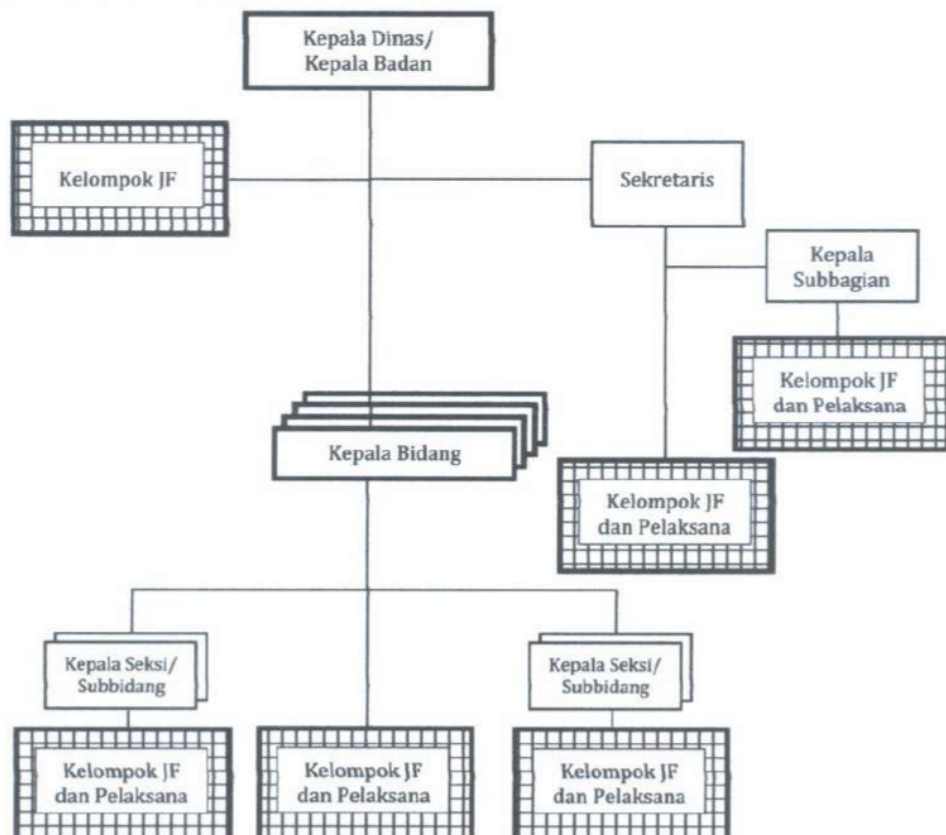 Kepala Dinas/
Kepala Badan
Kelompok JF
Sekretaris
Kepala
Subbagian
Kelompok JF
dan Pelaksana
Kepala Bidang
Kelompok JF
dan Pelaksana
Kepala Seksi/
Subbidang
Kepala Seksi/
Subbidang
Kelompok JF
dan Pelaksana
Kelompok JF
dan Pelaksana
Kelompok JF
dan Pelaksana